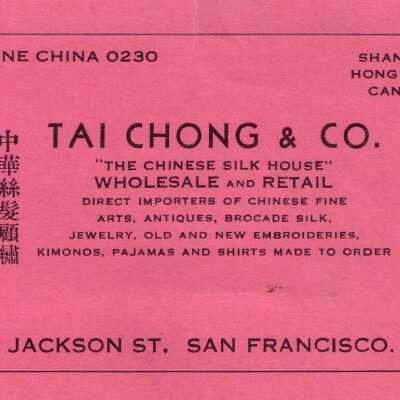 NE CHINA 0230
SHAN
HONG
CAN
TAI CHONG & CO.
"THE CHINESE SILK HOUSE"
WHOLESALE AND RETAIL
DIRECT IMPORTERS OF CHINESE FINE
ARTS, ANTIQUES, BROCADE SILK,
JEWELRY, OLD AND NEW EMBROIDERIES,
KIMONOS, PAJAMAS AND SHIRTS MADE TO ORDER
中華絲髮顧繡
JACKSON ST. SAN FRANCISCO.